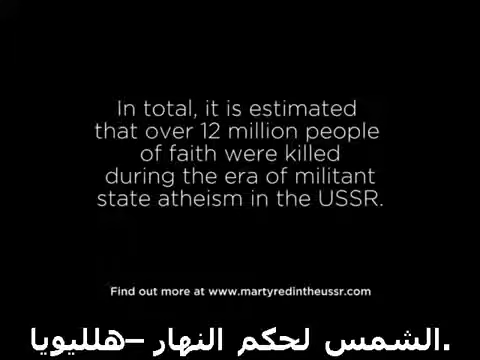 In total, it is estimated
that over 12 million people
of faith were killed
during the era of militant
state atheism in the USSR.
Find out more at www.martyredintheussr.com
الشمس لحكم النهار –هلليويا.